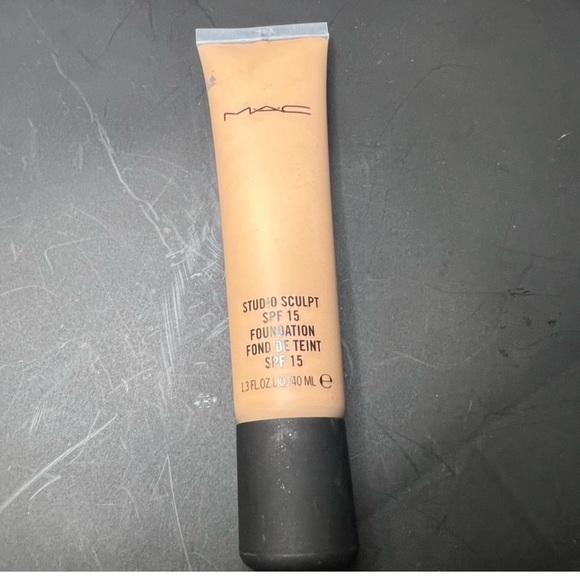 MAC
STUDIO SCULPT
SPF 15
FOUNDATION
FOND DE TEINT
SPF 15
1.3 FL.OZ.U.S./40 ML ℮